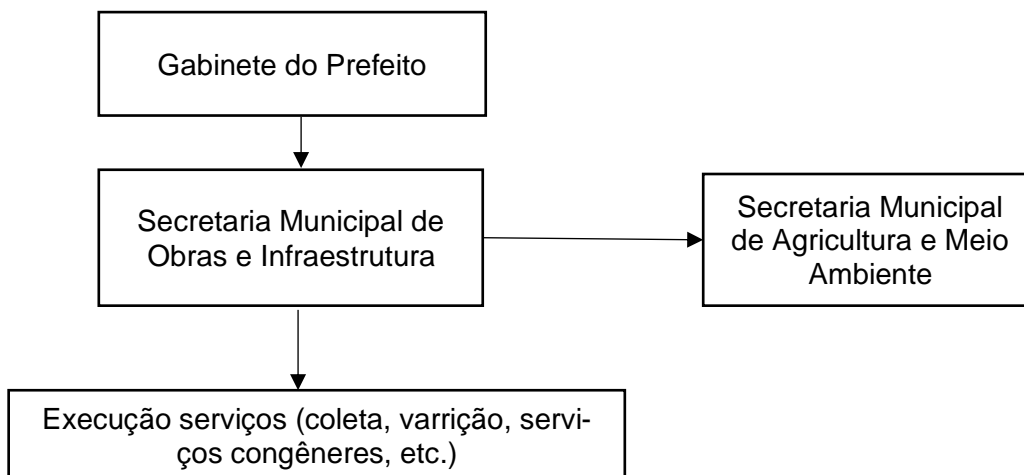 Gabinete do Prefeito
Secretaria Municipal de
Obras e Infraestrutura
Secretaria Municipal
de Agricultura e Meio
Ambiente
Execução serviços (coleta, varrição, servi-
ços congêneres, etc.)